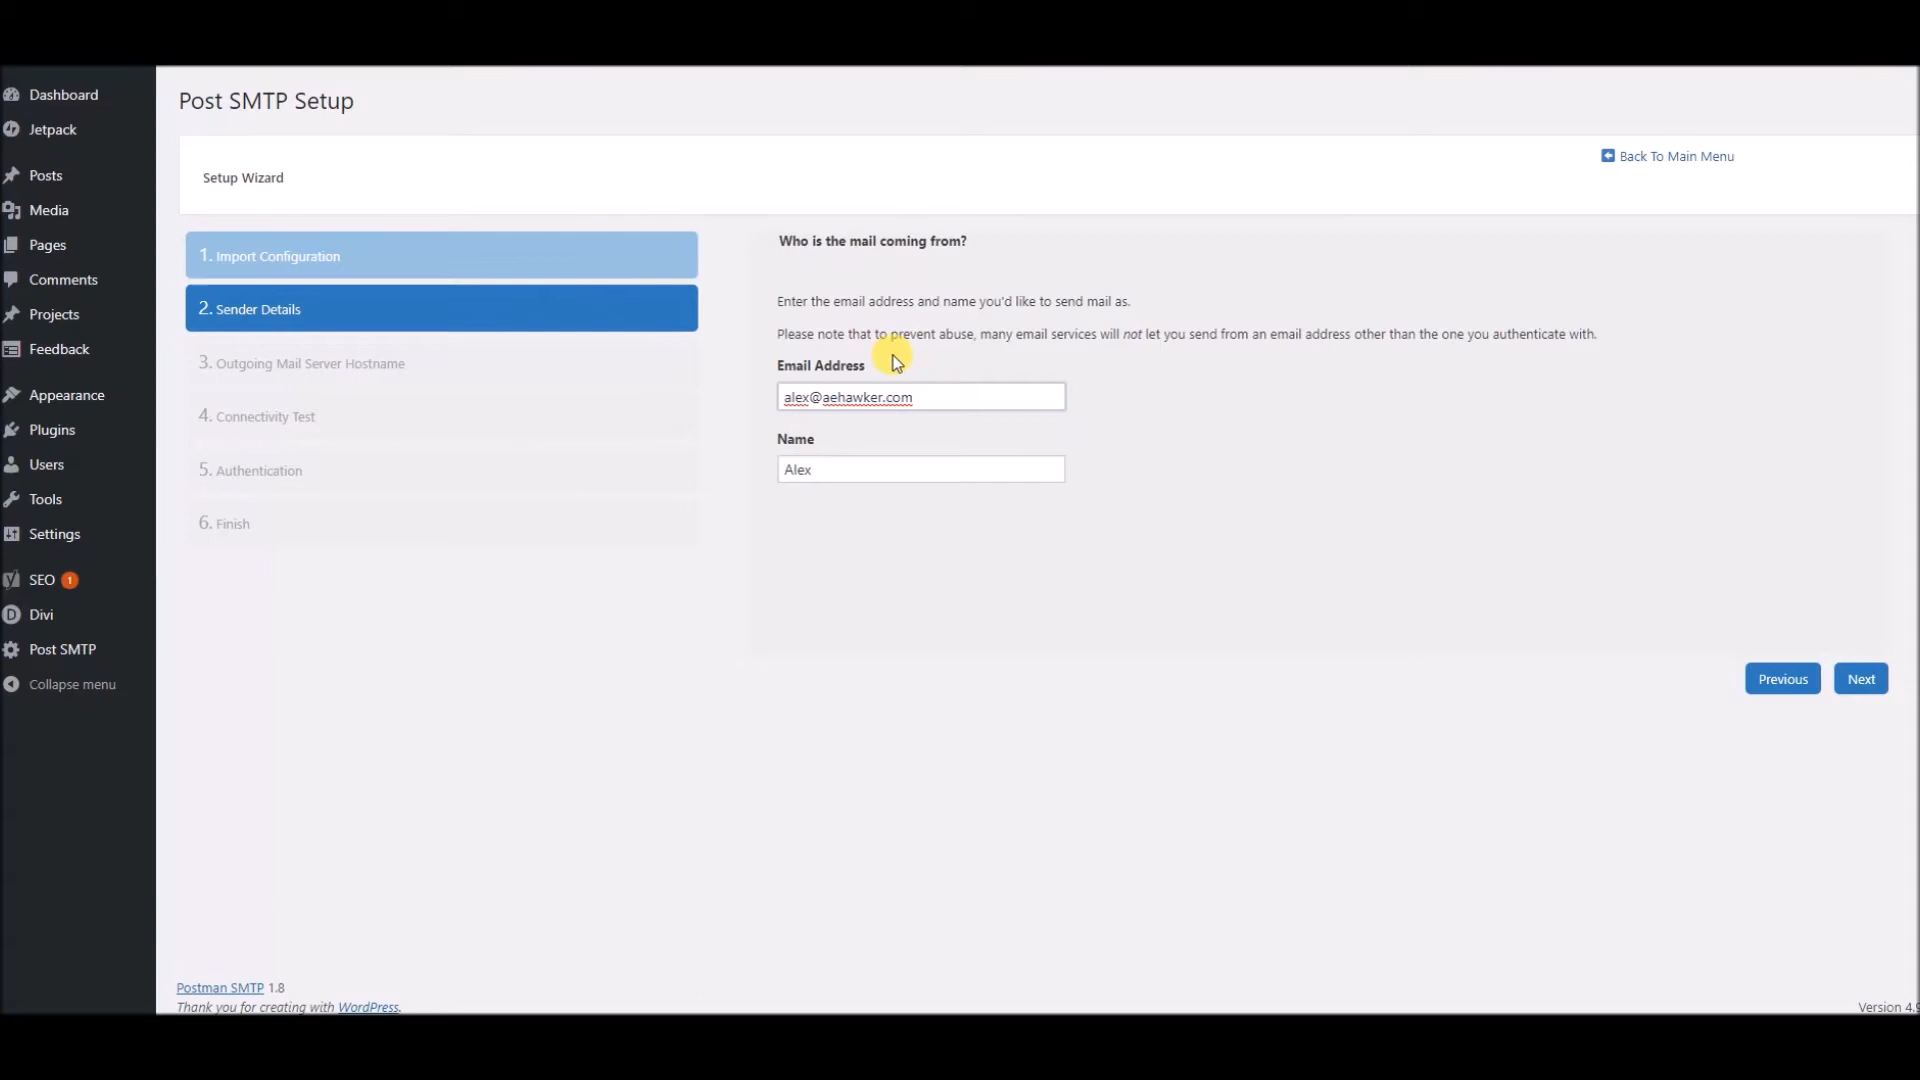 Dashboard
Jetpack
Posts
Media
Pages
Comments
Projects
Feedback
Appearance
Plugins
Users
Tools
Settings
SEO 1
Divi
Post SMTP
Collapse menu
Post SMTP Setup
Back To Main Menu
Setup Wizard
1. Import Configuration
2. Sender Details
3. Outgoing Mail Server Hostname
4. Connectivity Test
5. Authentication
6. Finish
Who is the mail coming from?
Enter the email address and name you'd like to send mail as.
Please note that to prevent abuse, many email services will not let you send from an email address other than the one you authenticate with.
Email Address
alex@aehawker.com
Name
Alex
Previous
Next
Postman SMTP 1.8
Thank you for creating with WordPress.
Version 4.9